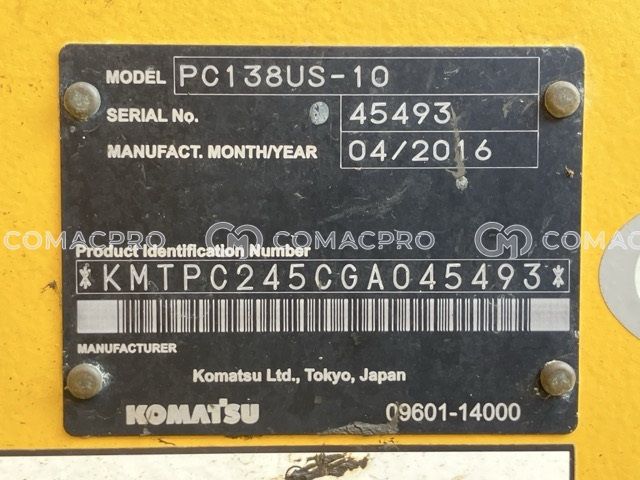 MODEL PC138US-10
SERIAL No. 45493
MANUFACT. MONTH/YEAR 04/2016
COMACPRO COMACPRO COMACPRO
Product Identification Number
*KMTPC245CGA045493*
MANUFACTURER
Komatsu Ltd., Tokyo, Japan
KOMATSU 09601-14000